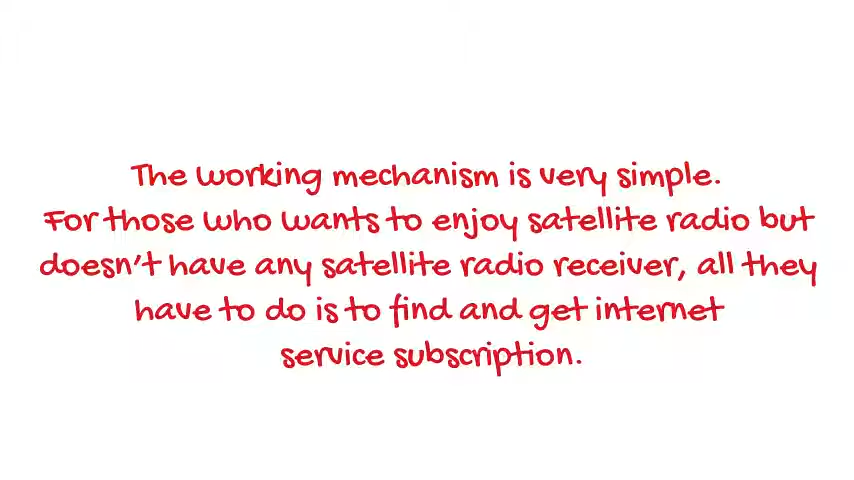 The working mechanism is very simple.
For those who wants to enjoy satellite radio but
doesn't have any satellite radio receiver, all they
have to do is to find and get internet
service subscription.